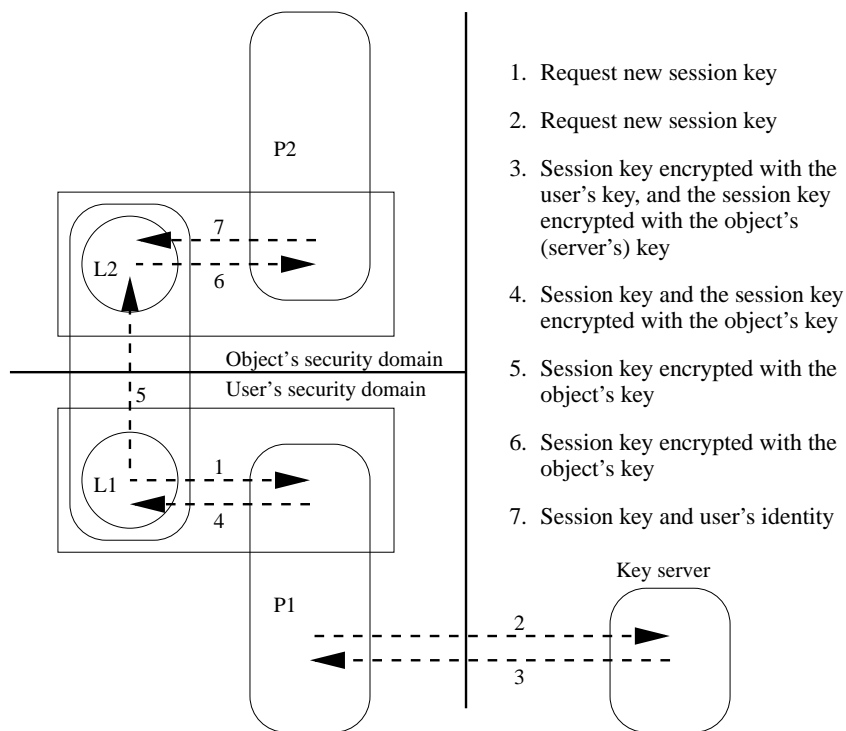 P2
7
L2
6
Object's security domain
User's security domain
5
1
L1
4
P1
2
3
Key server
1. Request new session key
2. Request new session key
3. Session key encrypted with the
user's key, and the session key
encrypted with the object's
(server's) key
4. Session key and the session key
encrypted with the object's key
5. Session key encrypted with the
object's key
6. Session key encrypted with the
object's key
7. Session key and user's identity